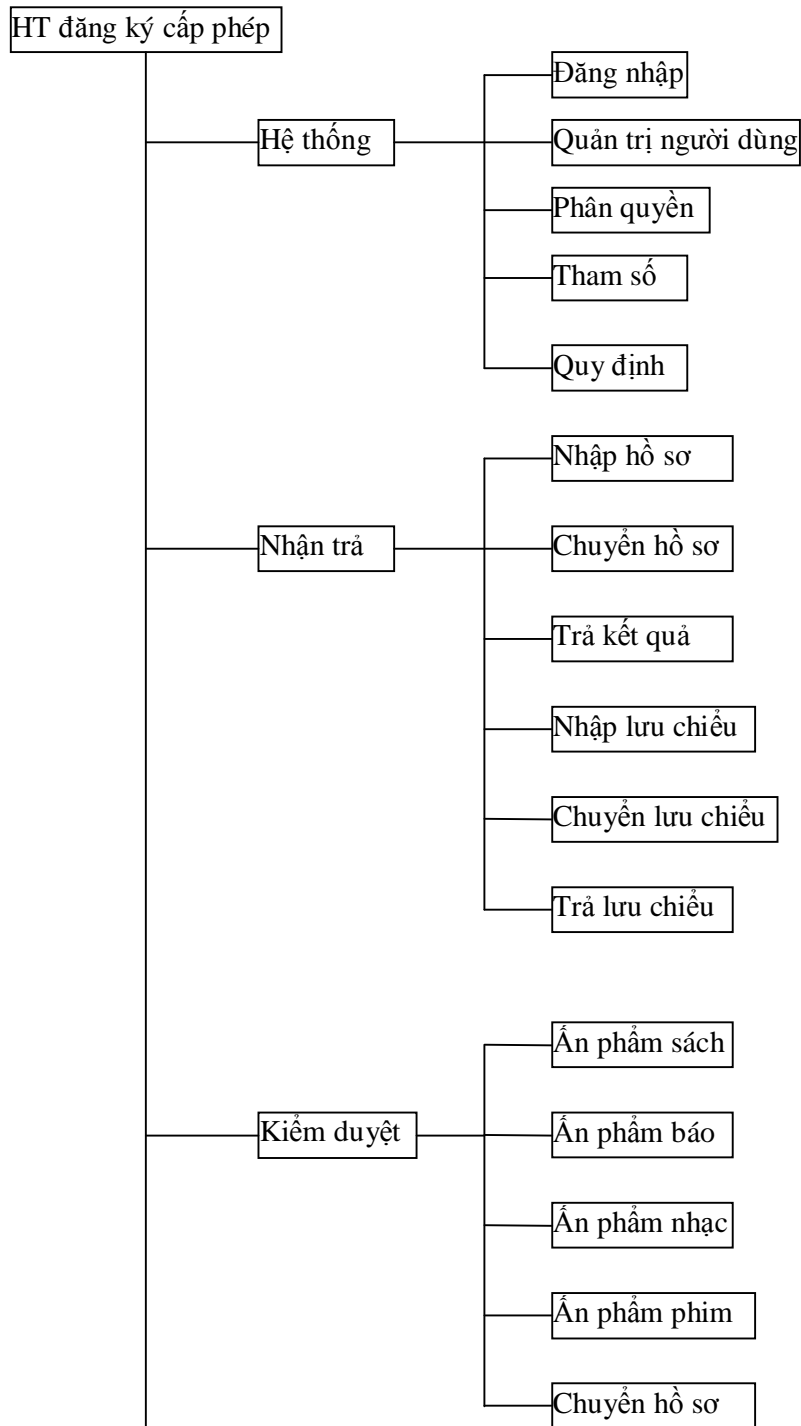 HT đăng ký cấp phép
Hệ thống
Đăng nhập
Quản trị người dùng
Phân quyền
Tham số
Quy định
Nhận trả
Nhập hồ sơ
Chuyển hồ sơ
Trả kết quả
Nhập lưu chiểu
Chuyển lưu chiểu
Trả lưu chiểu
Kiểm duyệt
Ấn phẩm sách
Ấn phẩm báo
Ấn phẩm nhạc
Ấn phẩm phim
Chuyển hồ sơ